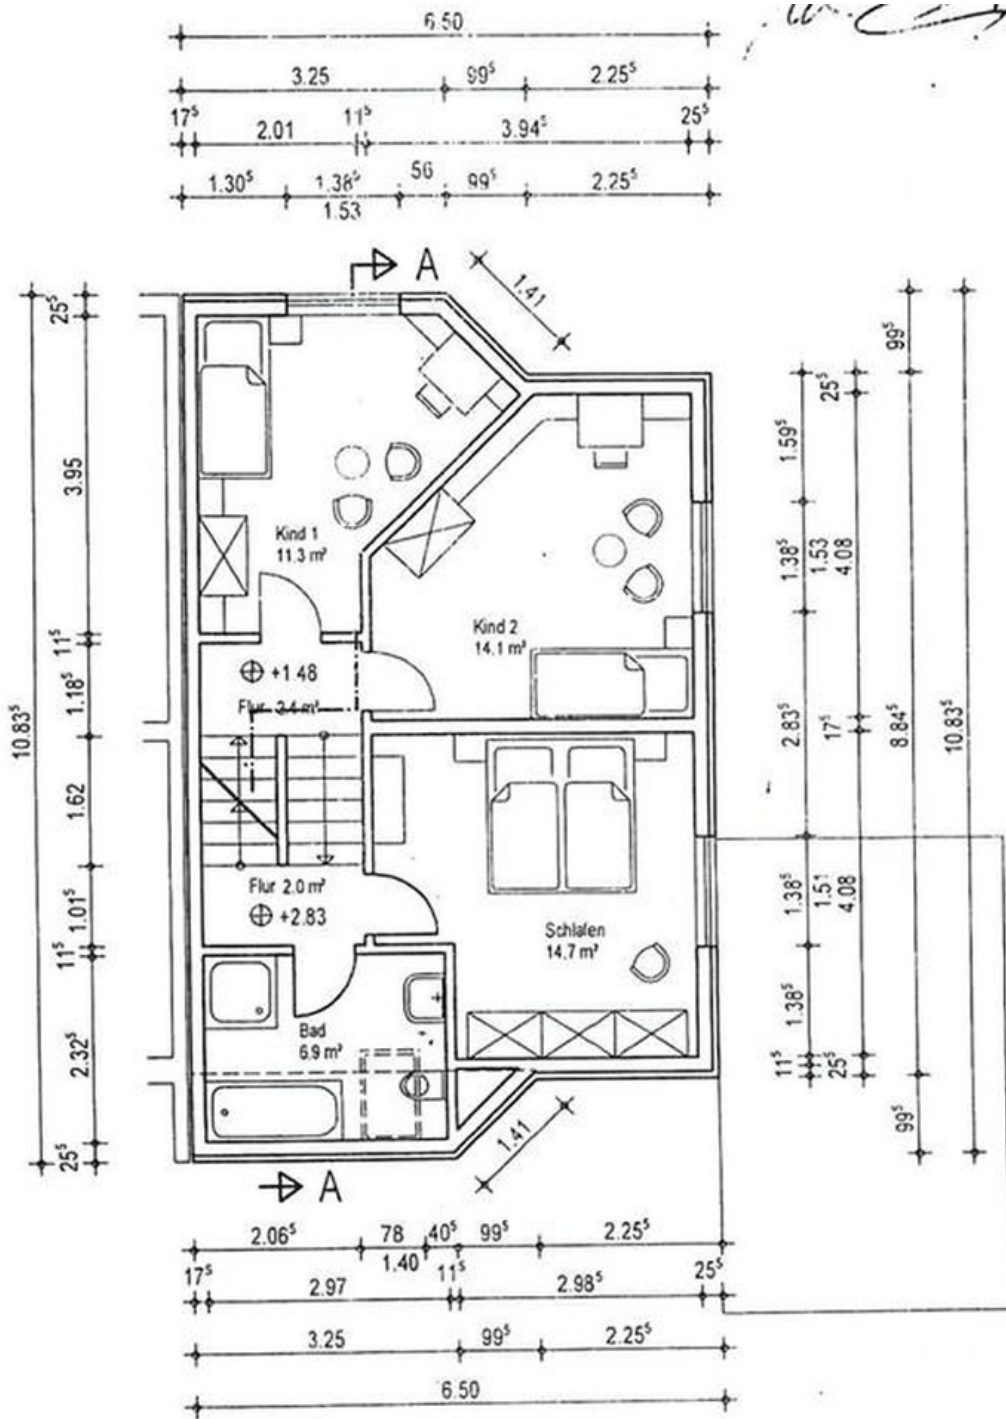 6.50
3.25 99⁵ 2.25⁵
17⁵ 2.01 11⁵ 3.94⁵ 25⁵
1.30⁵ 1.38⁵ 56 99⁵ 2.25⁵
1.53
A
1.41
25⁵
3.95
11⁵
1.18⁵
1.62
1.01⁵
11⁵
2.32⁵
25⁵
10.83⁵
Kind 1
11.3 m²
Kind 2
14.1 m²
+1.48
Flur 3.4 m²
Flur 2.0 m²
+2.83
Schlafen
14.7 m²
Bad
6.9 m²
1.59⁵
1.38⁵
1.53
2.83⁵
1.38⁵
1.51
1.38⁵
11⁵
25⁵
4.08
17⁵
4.08
25⁵
99⁵
8.84⁵
99⁵
10.83⁵
1.41
A
2.06⁵ 78 40⁵ 99⁵ 2.25⁵
1.40
17⁵ 2.97 11⁵ 2.98⁵ 25⁵
3.25 99⁵ 2.25⁵
6.50